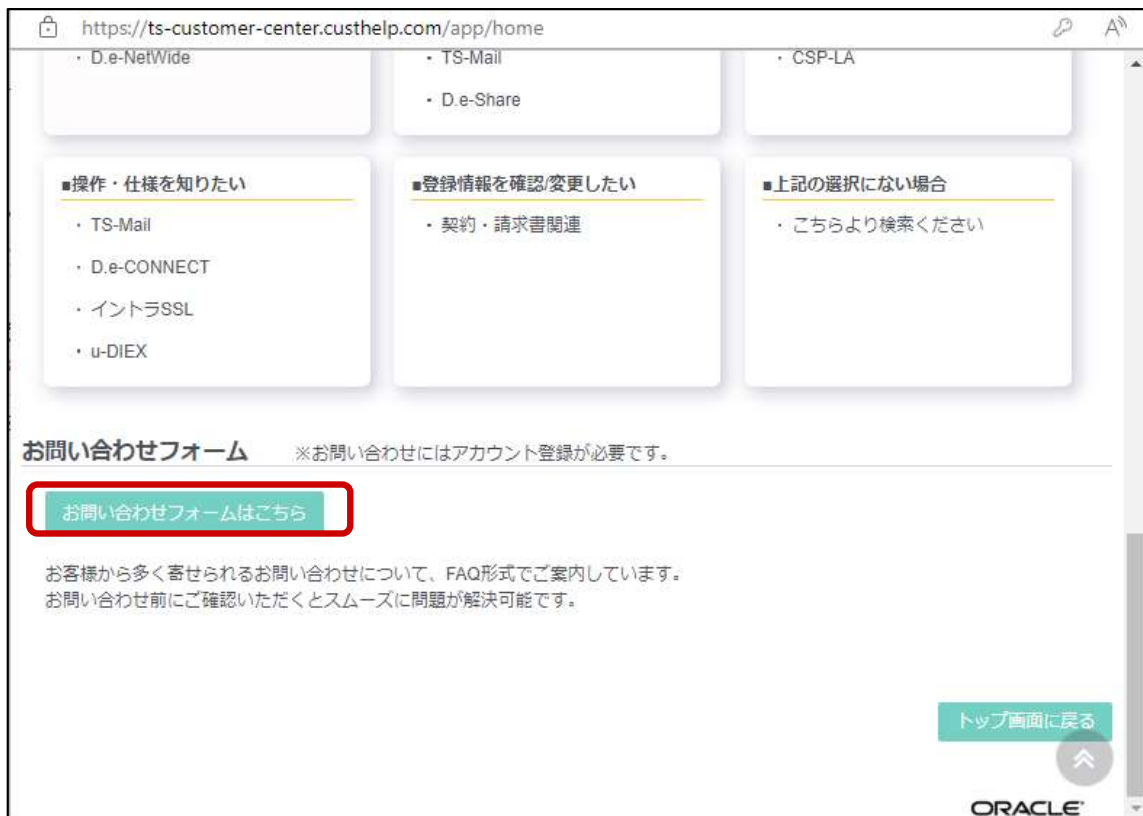 https://ts-customer-center.custhelp.com/app/home
・ D.e-NetWide
・ TS-Mail
・ D.e-Share
・ CSP-LA
■操作・仕様を知りたい
・ TS-Mail
・ D.e-CONNECT
・ イントラSSL
・ u-DIEX
■登録情報を確認/変更したい
・ 契約・請求書関連
■上記の選択にない場合
・ こちらより検索ください
お問い合わせフォーム ※お問い合わせにはアカウント登録が必要です。
お問い合わせフォームはこちら
お客様から多く寄せられるお問い合わせについて、FAQ形式でご案内しています。
お問い合わせ前にご確認いただくとスムーズに問題が解決可能です。
トップ画面に戻る
ORACLE